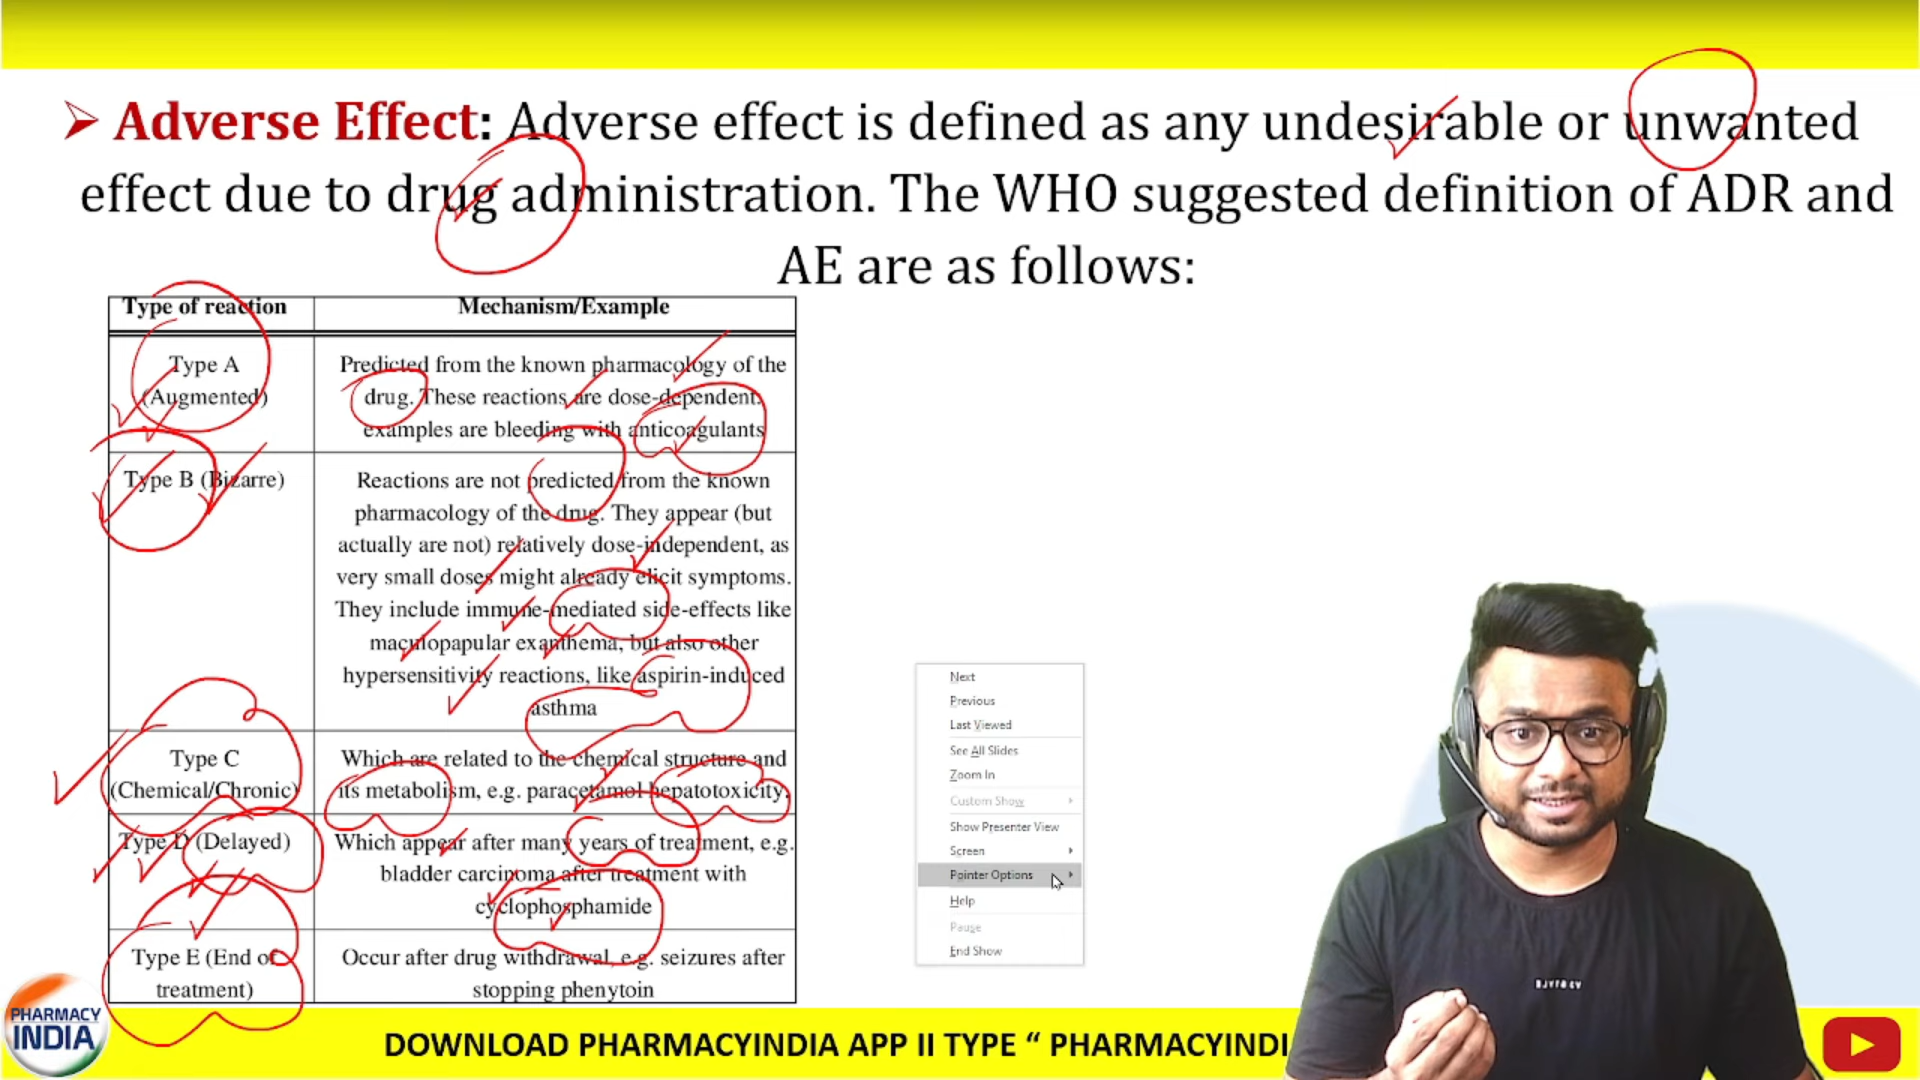 ➢ Adverse Effect: Adverse effect is defined as any undesirable or unwanted
effect due to drug administration. The WHO suggested definition of ADR and
AE are as follows:
Type of reaction
Mechanism/Example
Type A
(Augmented)
Predicted from the known pharmacology of the
drug. These reactions are dose-dependent.
examples are bleeding with anticoagulants
Type B (Bizarre)
Reactions are not predicted from the known
pharmacology of the drug. They appear (but
actually are not) relatively dose-independent, as
very small doses might already elicit symptoms.
They include immune-mediated side-effects like
maculopapular exanthema, but also other
hypersensitivity reactions, like aspirin-induced
asthma
Type C
(Chemical/Chronic)
Which are related to the chemical structure and
its metabolism, e.g. paracetamol hepatotoxicity.
Type D (Delayed)
Which appear after many years of treatment, e.g.
bladder carcinoma after treatment with
cyclophosphamide
Type E (End of
treatment)
Occur after drug withdrawal, e.g. seizures after
stopping phenytoin
Next
Previous
Last Viewed
See All Slides
Zoom In
Custom Show
Show Presenter View
Screen
Pointer Options
Help
Pause
End Show
PHARMACY
INDIA
DOWNLOAD PHARMACYINDIA APP II TYPE “ PHARMACYINDI